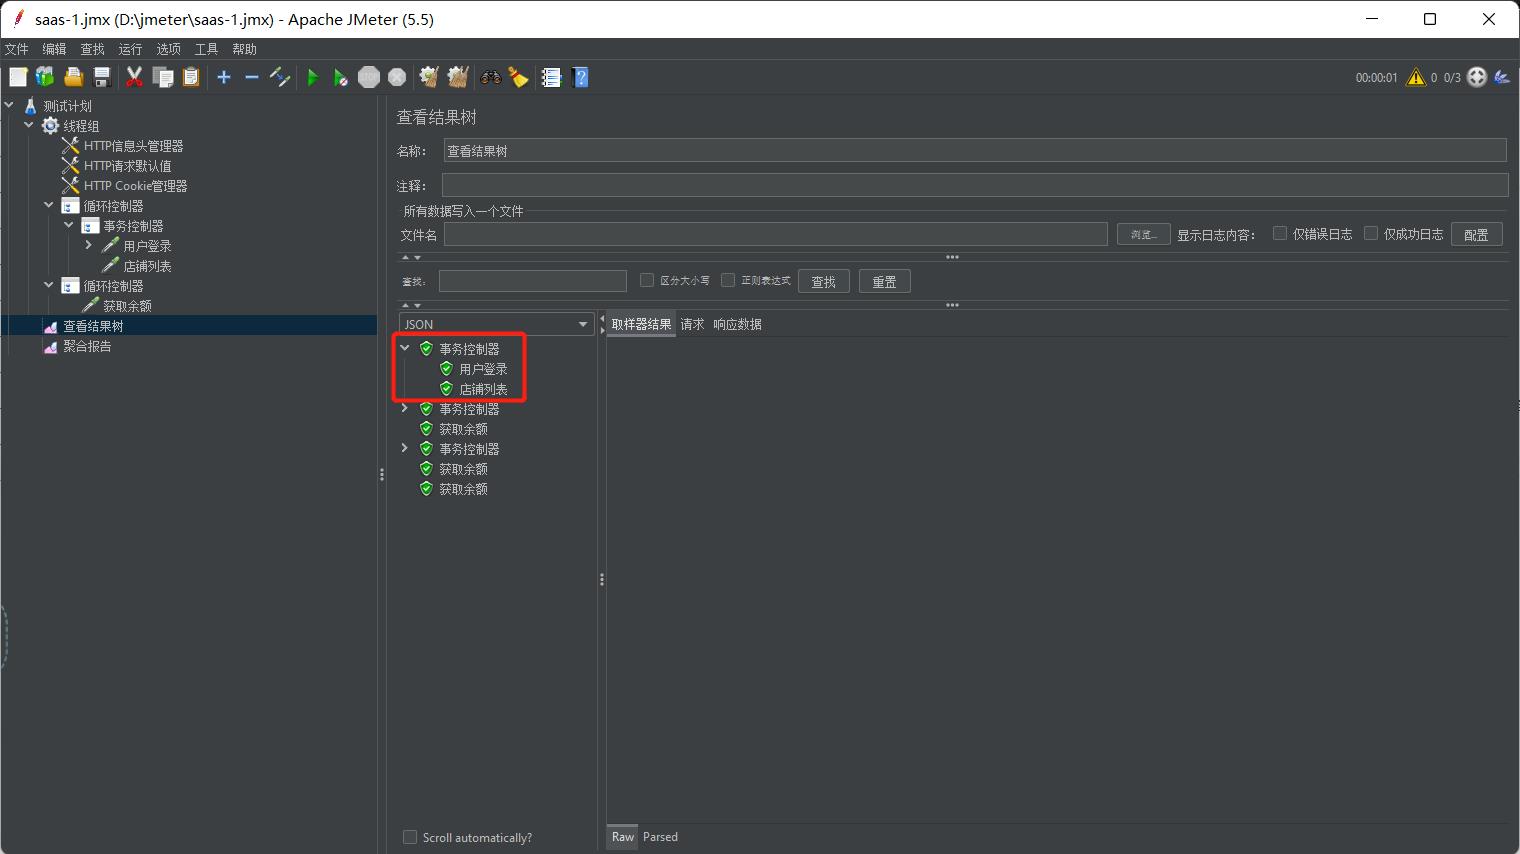 saas-1.jmx (D:\jmeter\saas-1.jmx) - Apache JMeter (5.5)
文件 编辑 查找 运行 选项 工具 帮助
STOP
00:00:01 0 0/3
测试计划
线程组
HTTP信息头管理器
HTTP请求默认值
HTTP Cookie管理器
循环控制器
事务控制器
用户登录
店铺列表
循环控制器
获取余额
查看结果树
聚合报告
查看结果树
名称： 查看结果树
注释：
所有数据写入一个文件
文件名 浏览... 显示日志内容： 仅错误日志 仅成功日志 配置
查找: 区分大小写 正则表达式 查找 重置
JSON
取样器结果 请求 响应数据
事务控制器
用户登录
店铺列表
事务控制器
获取余额
事务控制器
获取余额
获取余额
Scroll automatically?
Raw Parsed